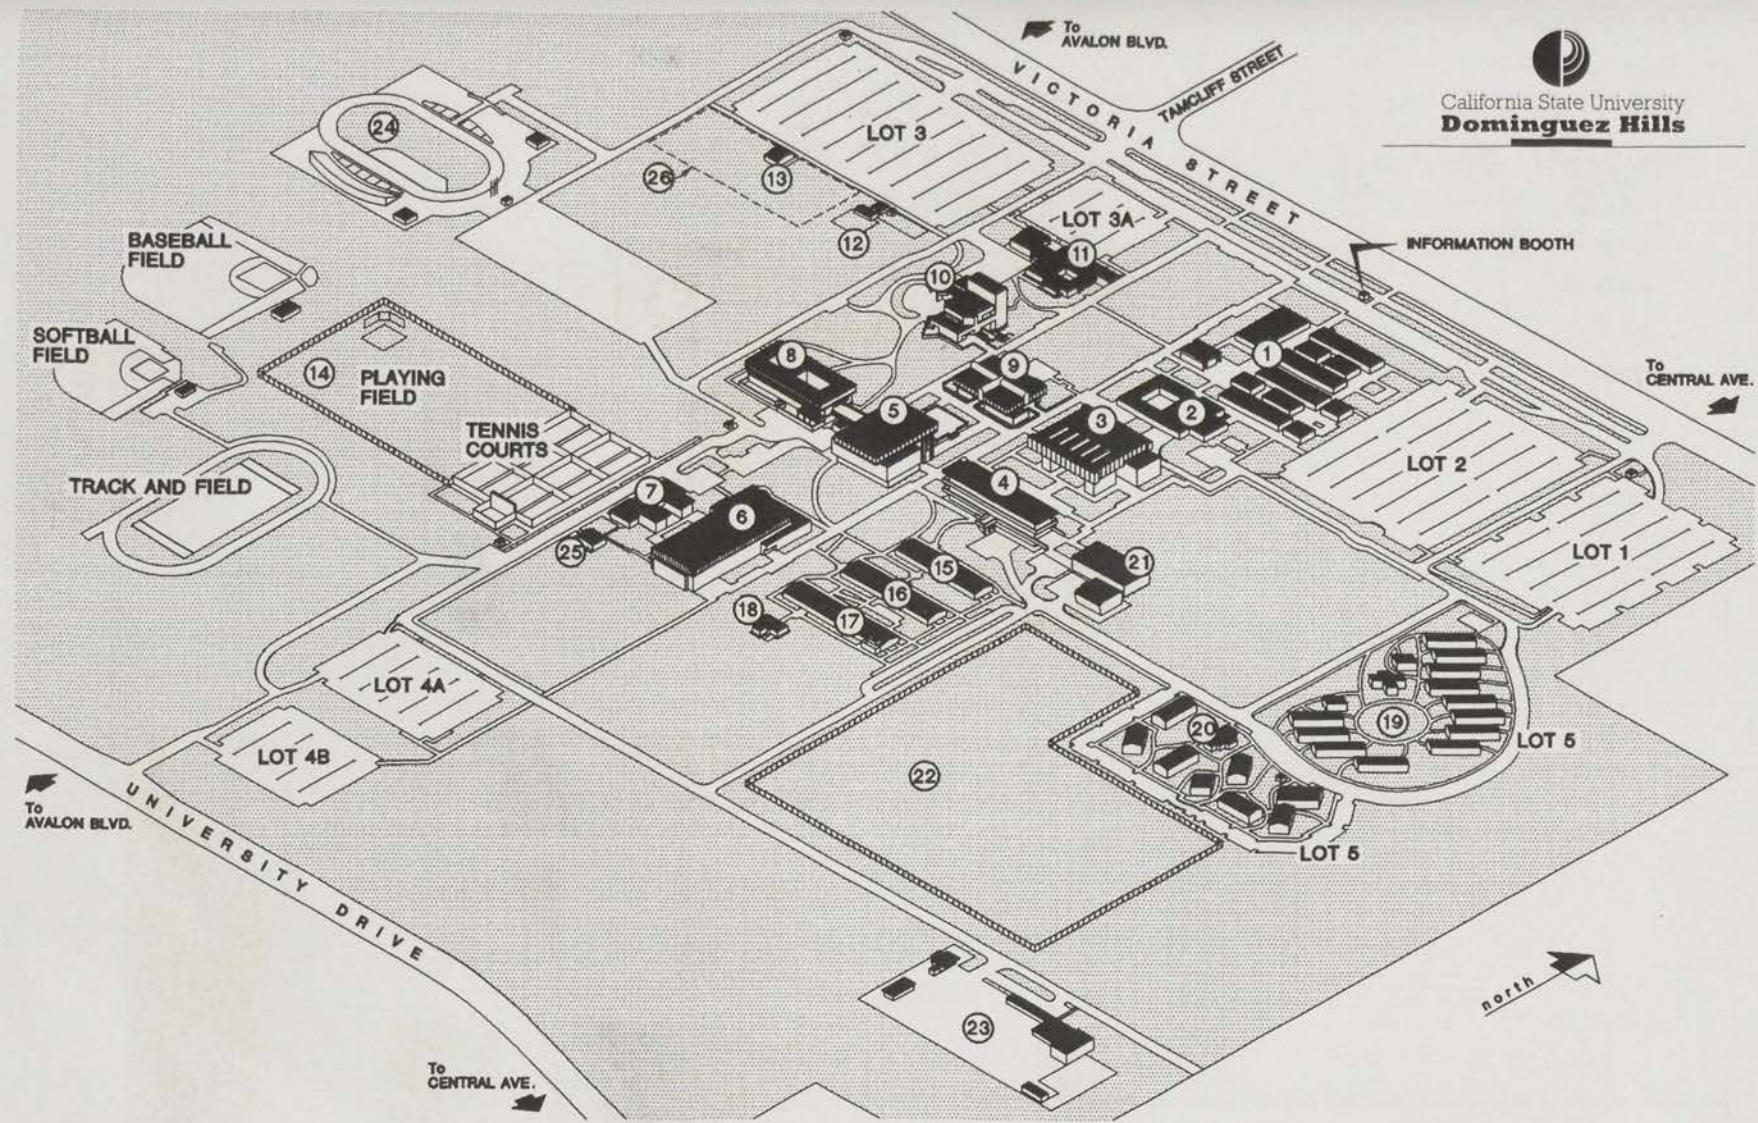 To
AVALON BLVD.
VICTORIA STREET
TAMCLIFF STREET
California State University
Dominguez Hills
24
LOT 3
26
13
12
LOT 3A
11
10
INFORMATION BOOTH
BASEBALL
FIELD
SOFTBALL
FIELD
14
PLAYING
FIELD
TENNIS
COURTS
TRACK AND FIELD
8
9
5
3
2
1
To
CENTRAL AVE.
LOT 2
LOT 1
7
6
4
25
15
16
17
18
21
LOT 4A
LOT 4B
22
20
19
LOT 5
LOT 5
To
AVALON BLVD.
UNIVERSITY DRIVE
23
north
To
CENTRAL AVE.